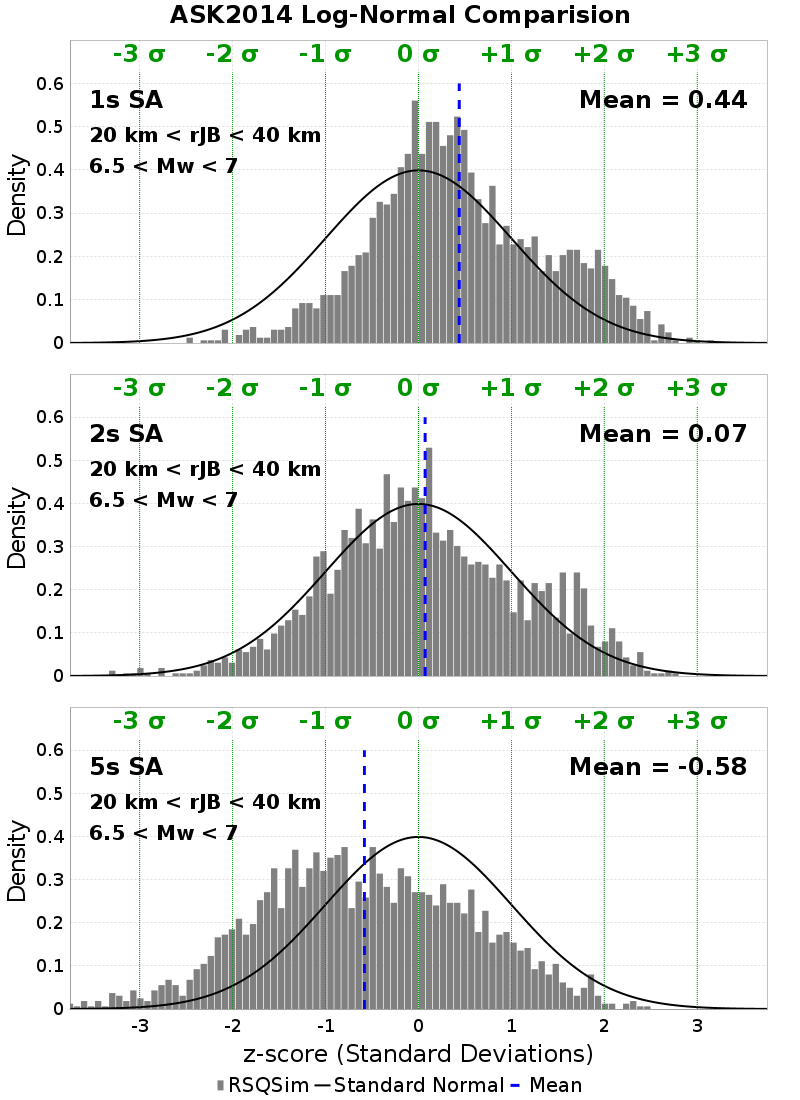 ASK2014 Log-Normal Comparision
-3 σ -2 σ -1 σ 0 σ +1 σ +2 σ +3 σ
0.6
1s SA Mean = 0.44
0.5
20 km < rJB < 40 km
6.5 < Mw < 7
0.4
Density
0.3
0.2
0.1
0
-3 σ -2 σ -1 σ 0 σ +1 σ +2 σ +3 σ
0.6
2s SA Mean = 0.07
0.5
20 km < rJB < 40 km
6.5 < Mw < 7
0.4
Density
0.3
0.2
0.1
0
-3 σ -2 σ -1 σ 0 σ +1 σ +2 σ +3 σ
0.6
5s SA Mean = -0.58
0.5
20 km < rJB < 40 km
6.5 < Mw < 7
0.4
Density
0.3
0.2
0.1
0
-3 -2 -1 0 1 2 3
z-score (Standard Deviations)
RSQSim Standard Normal Mean